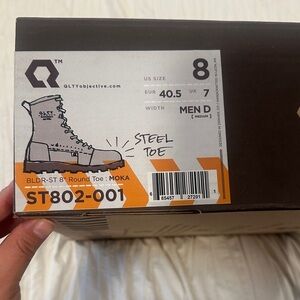 TM
QLTYobjective.com
US SIZE 8
EUR 40.5 UK 7
WIDTH MEN D
[ MEDIUM ]
STEEL
TOE
BLDR-ST 8" Round Toe : MOKA
ST802-001